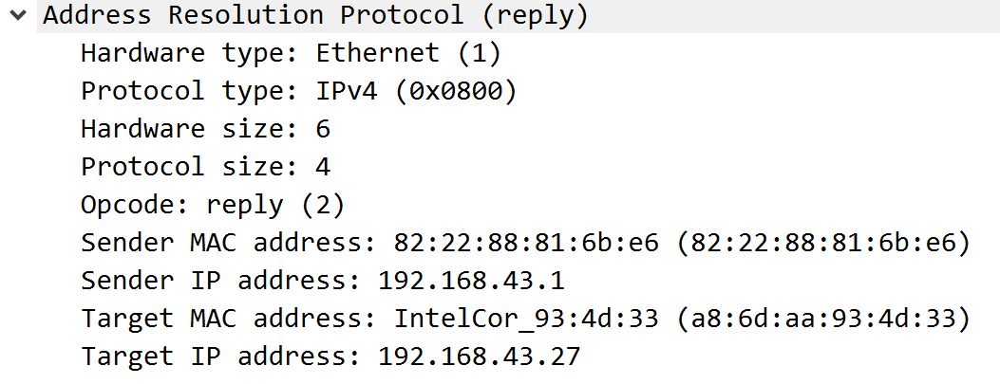 Address Resolution Protocol (reply)
Hardware type: Ethernet (1)
Protocol type: IPv4 (0x0800)
Hardware size: 6
Protocol size: 4
Opcode: reply (2)
Sender MAC address: 82:22:88:81:6b:e6 (82:22:88:81:6b:e6)
Sender IP address: 192.168.43.1
Target MAC address: IntelCor_93:4d:33 (a8:6d:aa:93:4d:33)
Target IP address: 192.168.43.27